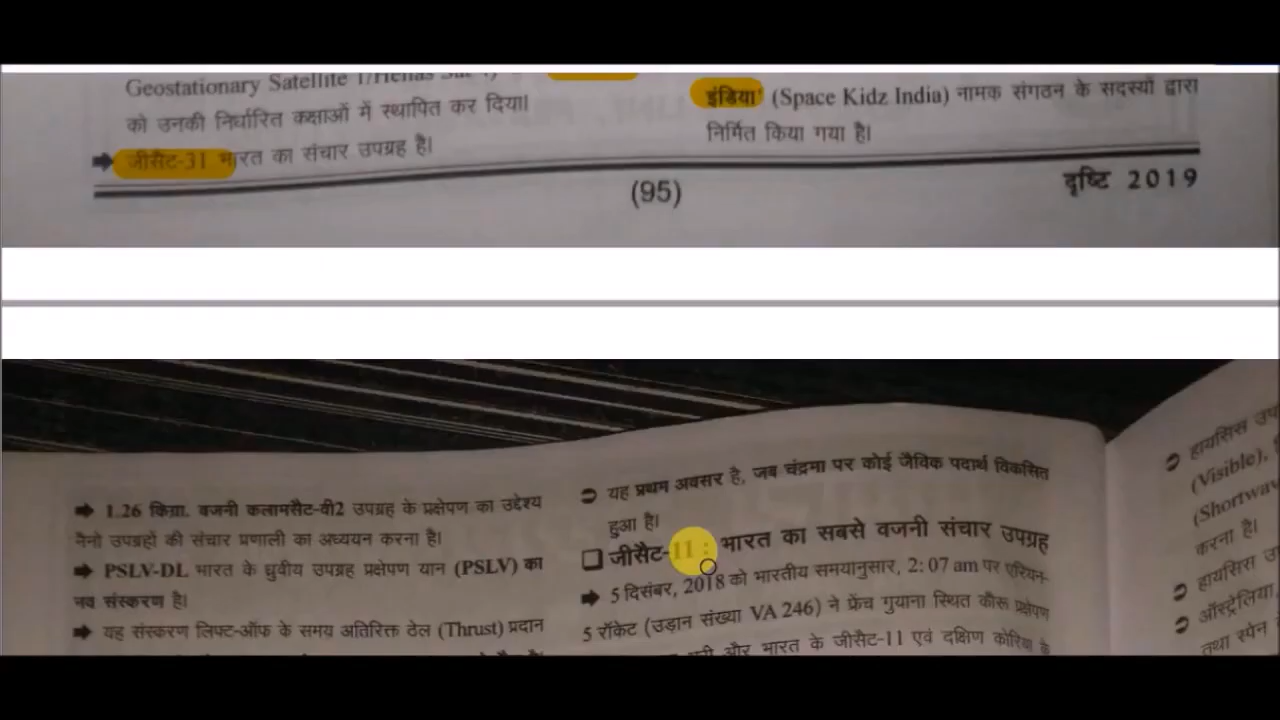 Geostationary Satellite
को उनकी निर्धारित कक्षाओं में स्थापित कर दिया।
➡ जीसैट-31 भारत का संचार उपग्रह है।
इंडिया' (Space Kidz India) नामक संगठन के सदस्यों द्वारा
निर्मित किया गया है।
(95)
दृष्टि 2019
➡ 1.26 किग्रा. वजनी कलामसैट-वी2 उपग्रह के प्रक्षेपण का उद्देश्य
नैनो उपग्रहों की संचार प्रणाली का अध्ययन करना है।
➡ PSLV-DL भारत के ध्रुवीय उपग्रह प्रक्षेपण यान (PSLV) का
नव संस्करण है।
➡ यह संस्करण लिफ्ट-ऑफ के समय अतिरिक्त ठेल (Thrust) प्रदान
➲ यह प्रथम अवसर है, जब चंद्रमा पर कोई जैविक पदार्थ विकसित
हुआ है।
❑ जीसैट-11 : भारत का सबसे वजनी संचार उपग्रह
➡ 5 दिसंबर, 2018 को भारतीय समयानुसार, 2:07 am पर एरियन-
5 रॉकेट (उड़ान संख्या VA 246) ने फ्रेंच गुयाना स्थित कौरू प्रक्षेपण
और भारत के जीसैट-11 एवं दक्षिण कोरिया के
➲ हायसिस
(Visible),
(Shortwav
करना है।
➲ हायसिस
➲ ऑस्ट्रेलिया
तथा स्पेन